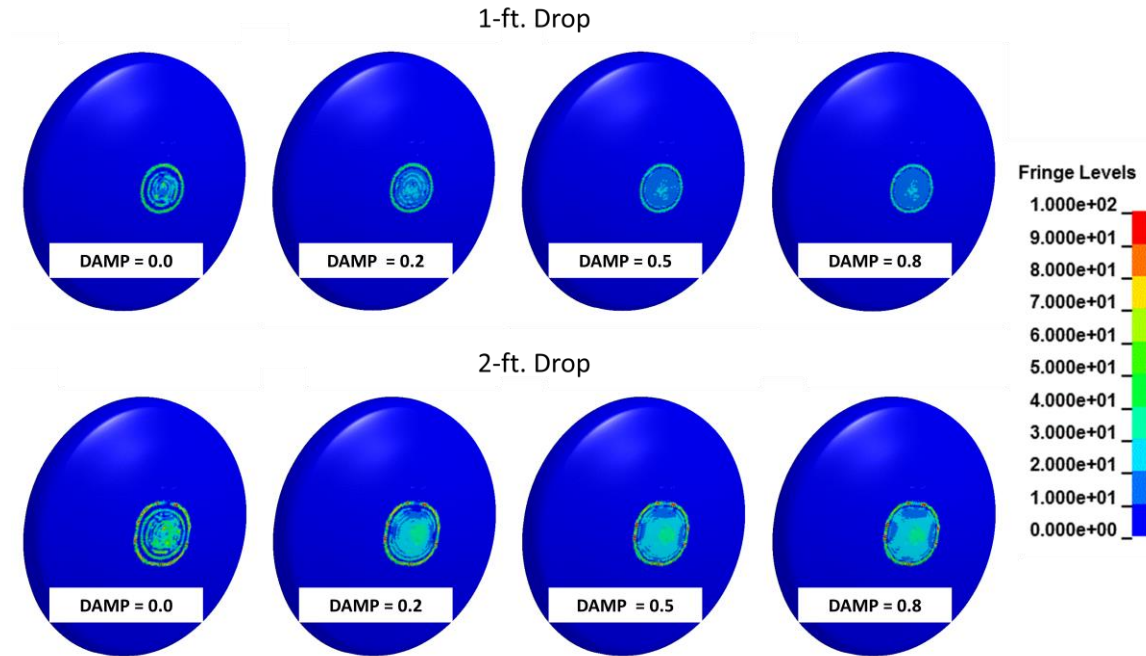 1-ft. Drop
DAMP = 0.0
DAMP = 0.2
DAMP = 0.5
DAMP = 0.8
2-ft. Drop
DAMP = 0.0
DAMP = 0.2
DAMP = 0.5
DAMP = 0.8
Fringe Levels
1.000e+02
9.000e+01
8.000e+01
7.000e+01
6.000e+01
5.000e+01
4.000e+01
3.000e+01
2.000e+01
1.000e+01
0.000e+00